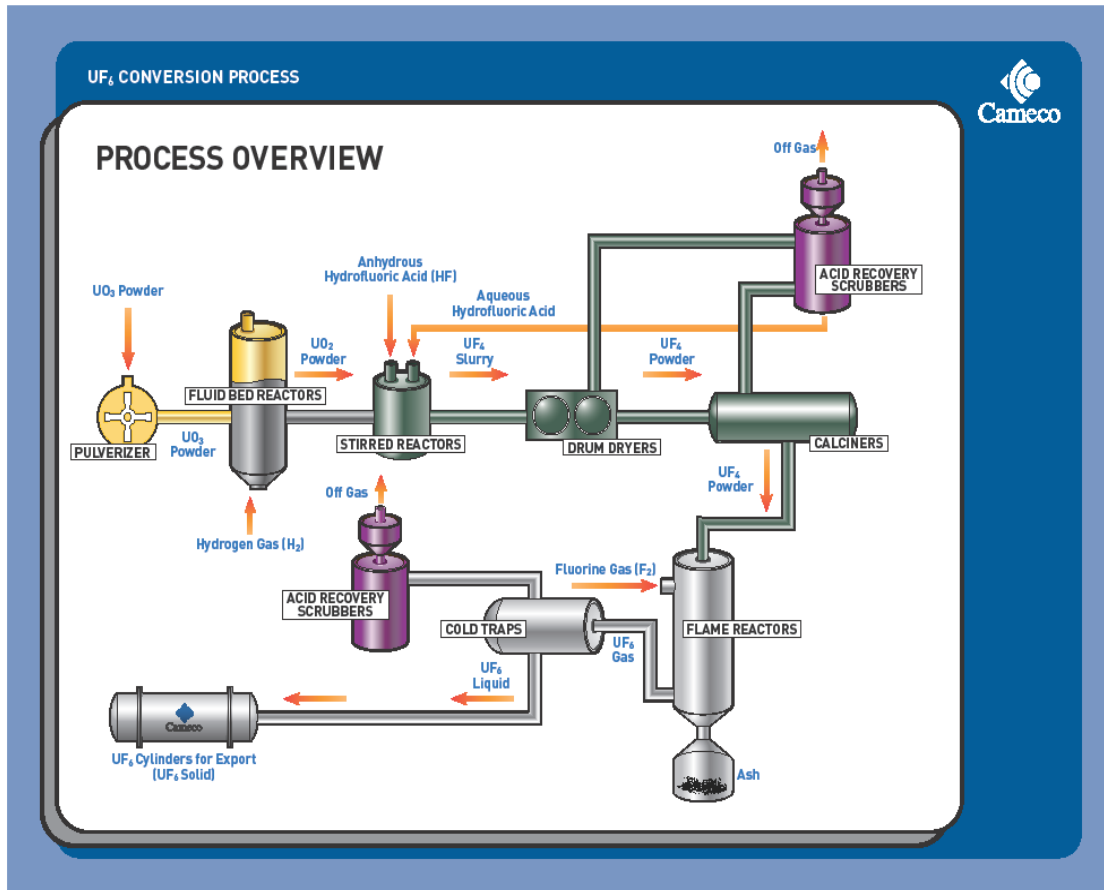 UF₆ CONVERSION PROCESS
Cameco
PROCESS OVERVIEW
Off Gas
ACID RECOVERY
SCRUBBERS
Anhydrous
Hydrofluoric Acid (HF)
Aqueous
Hydrofluoric Acid
UO₃ Powder
UO₂
Powder
UF₄
Slurry
UF₄
Powder
FLUID BED REACTORS
PULVERIZER
UO₃
Powder
STIRRED REACTORS
DRUM DRYERS
CALCINERS
UF₄
Powder
Off Gas
Hydrogen Gas (H₂)
Fluorine Gas (F₂)
ACID RECOVERY
SCRUBBERS
COLD TRAPS
FLAME REACTORS
UF₆
Gas
UF₆
Liquid
Cameco
UF₆ Cylinders for Export
(UF₆ Solid)
Ash